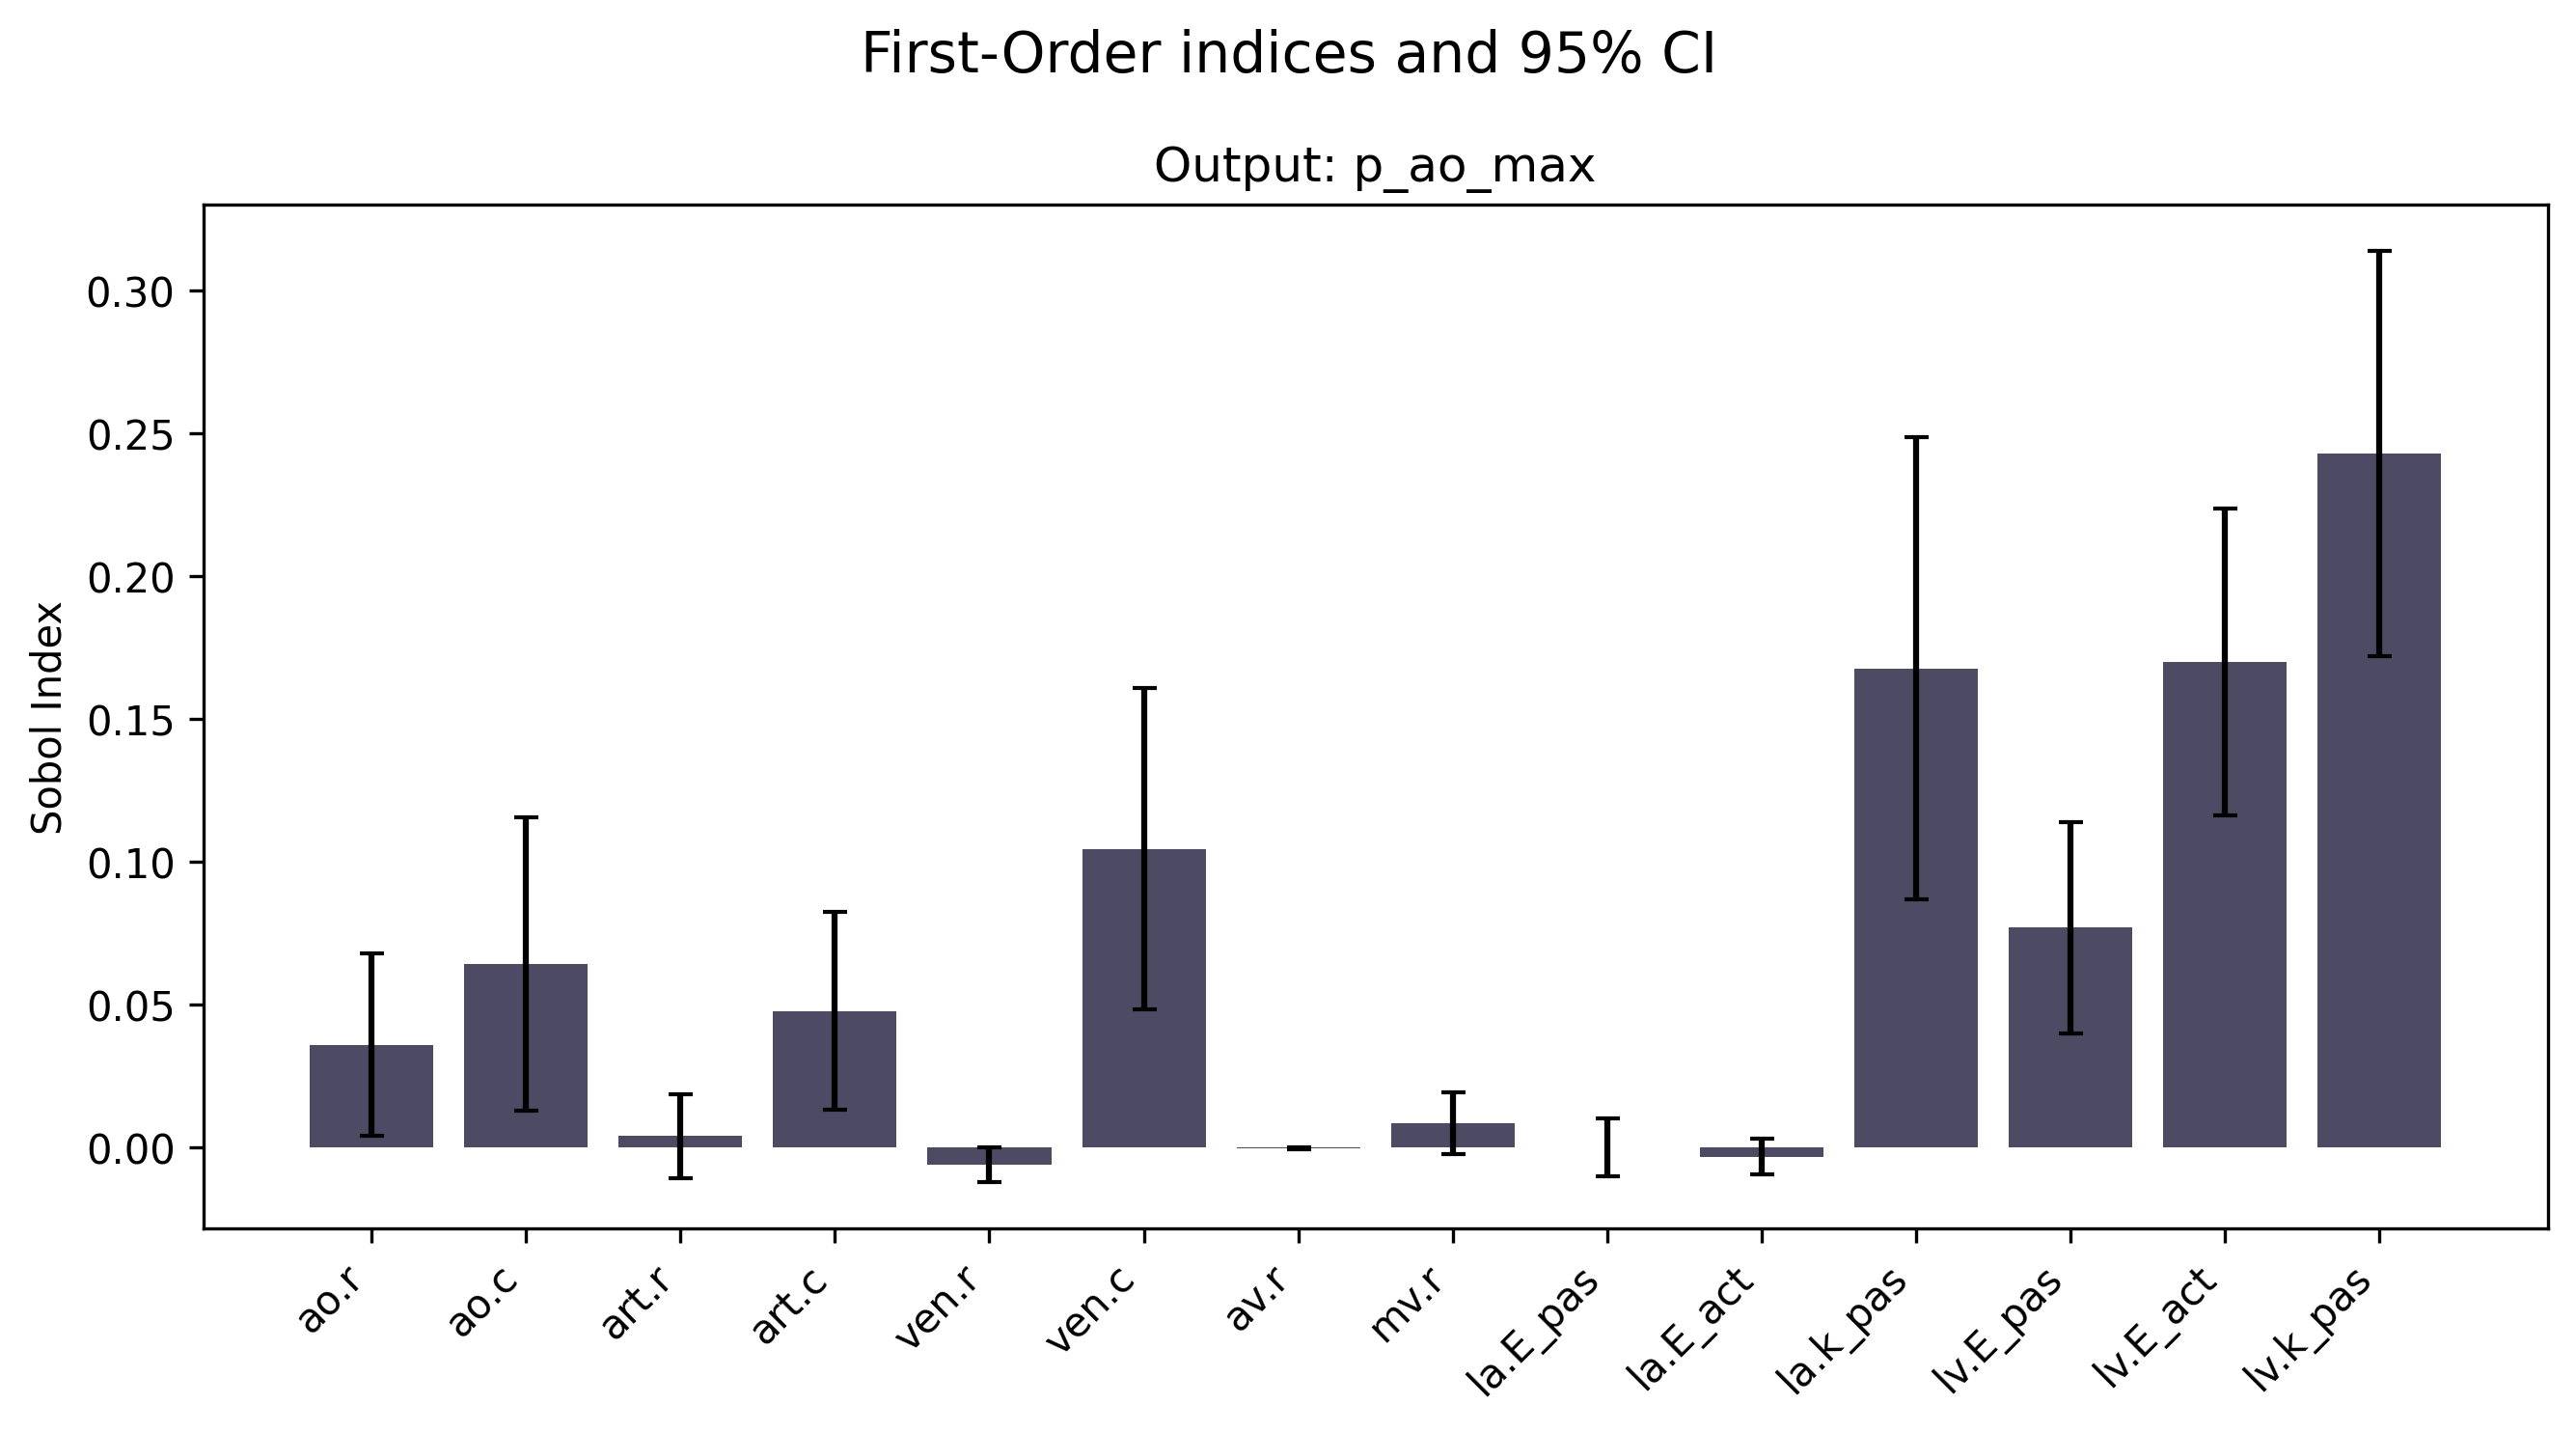 First-Order indices and 95% CI
Output: p_ao_max
Sobol Index
0.30
0.25
0.20
0.15
0.10
0.05
0.00
ao.r
ao.c
art.r
art.c
ven.r
ven.c
av.r
mv.r
la.E_pas
la.E_act
la.k_pas
lv.E_pas
lv.E_act
lv.k_pas